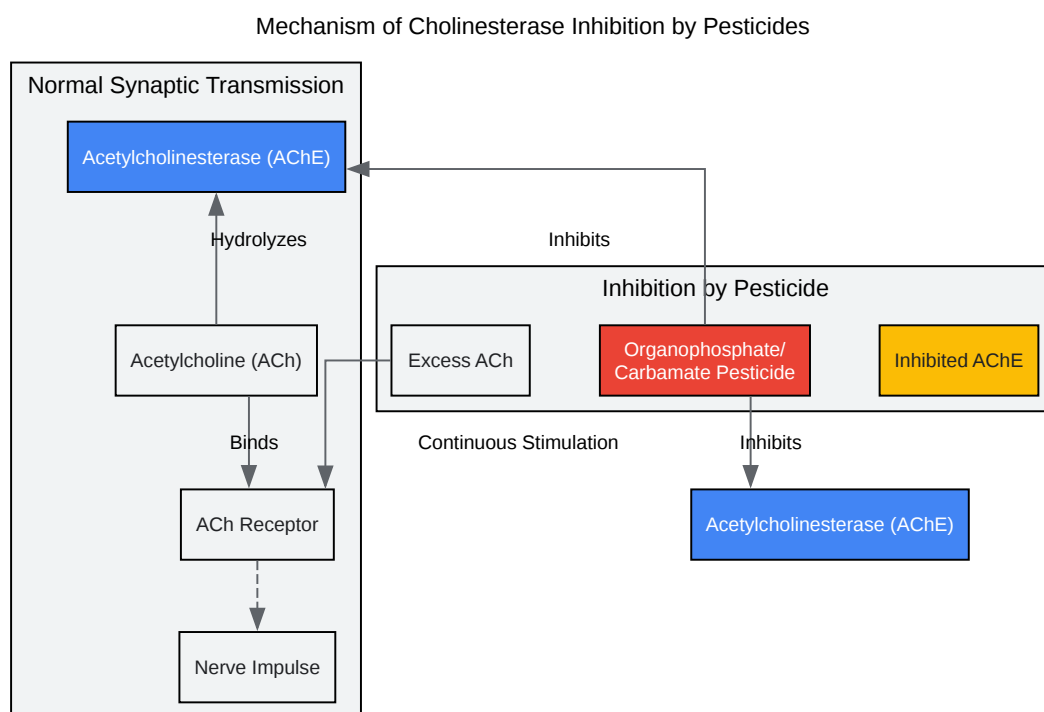 Mechanism of Cholinesterase Inhibition by Pesticides
Normal Synaptic Transmission
Acetylcholinesterase (AChE)
Hydrolyzes
Inhibits
Inhibition by Pesticide
Acetylcholine (ACh)
Excess ACh
Organophosphate/
Carbamate Pesticide
Inhibited AChE
Binds
Continuous Stimulation
Inhibits
ACh Receptor
Acetylcholinesterase (AChE)
Nerve Impulse